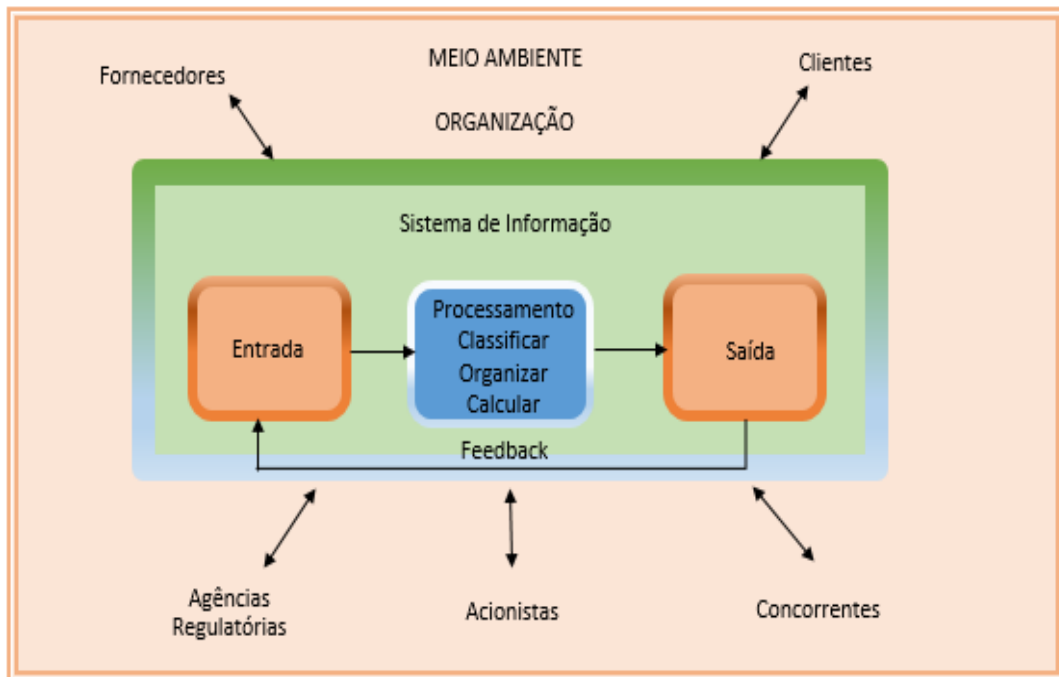 MEIO AMBIENTE
Fornecedores
Clientes
ORGANIZAÇÃO
Sistema de Informação
Entrada
Processamento
Classificar
Organizar
Calcular
Saída
Feedback
Agências
Regulatórias
Acionistas
Concorrentes